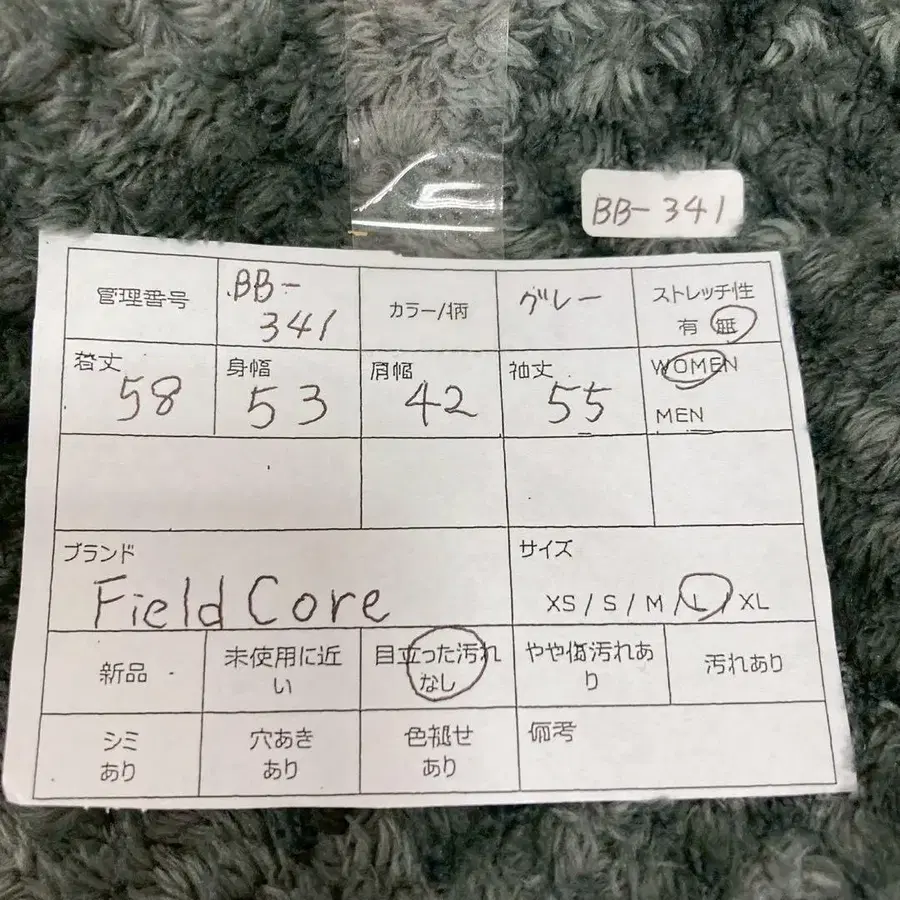 BB-341
管理番号
BB-
341
カラー/柄
グレー
ストレッチ性
有 無
着丈
58
身幅
53
肩幅
42
袖丈
55
WOMEN
MEN
ブランド
Field Core
サイズ
XS / S / M / L / XL
新品
未使用に近
い
目立った汚れ
なし
やや傷汚れあ
り
汚れあり
シミ
あり
穴あき
あり
色褪せ
あり
備考